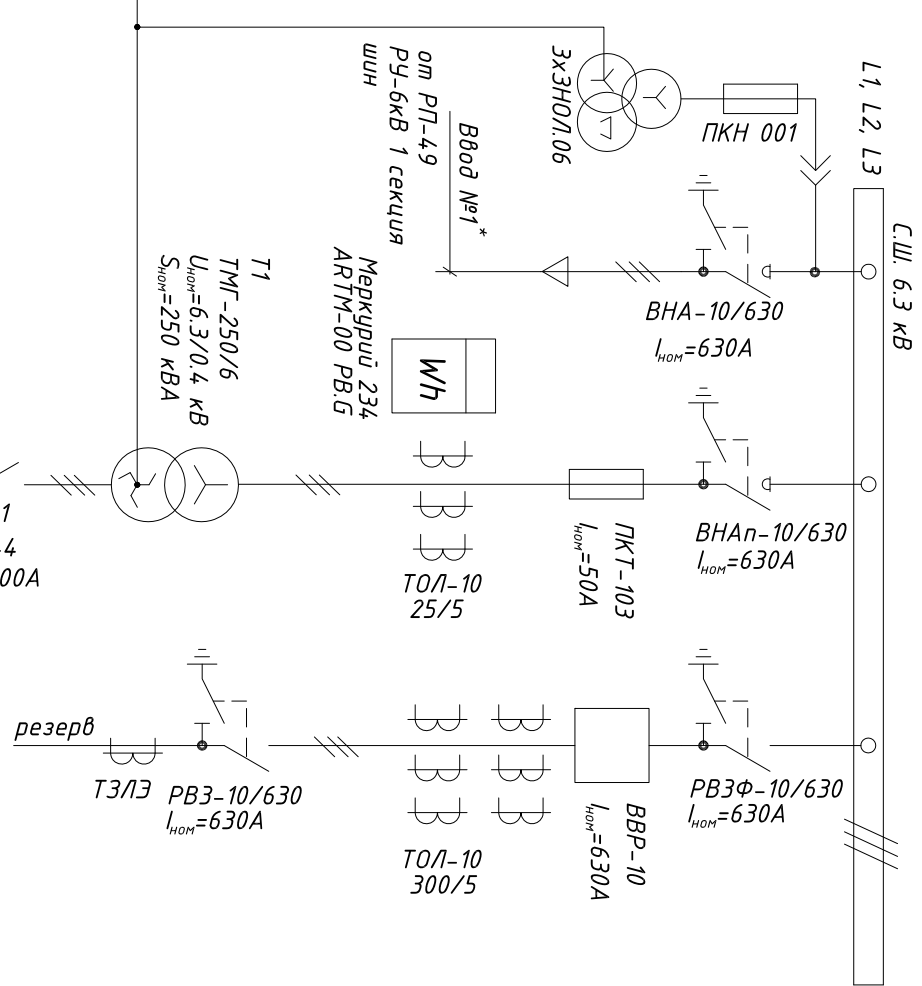 L1, L2, L3
С.Ш. 6.3 кВ
ПКН 001
3х3НОЛ.06
от РП-49
РУ-6кВ 1 секция
шин
Ввод №1*
ВНА-10/630
Iном=630А
Меркурий 234
ARTM-00 PB.G
Wh
Т1
ТМГ-250/6
Uном=6.3/0.4 кВ
Sном=250 кВА
ВНАп-10/630
Iном=630А
ПКТ-103
Iном=50А
ТОЛ-10
25/5
1
-4
00А
резерв
ТЗЛЭ
РВЗ-10/630
Iном=630А
ТОЛ-10
300/5
ВВР-10
Iном=630А
РВЗФ-10/630
Iном=630А